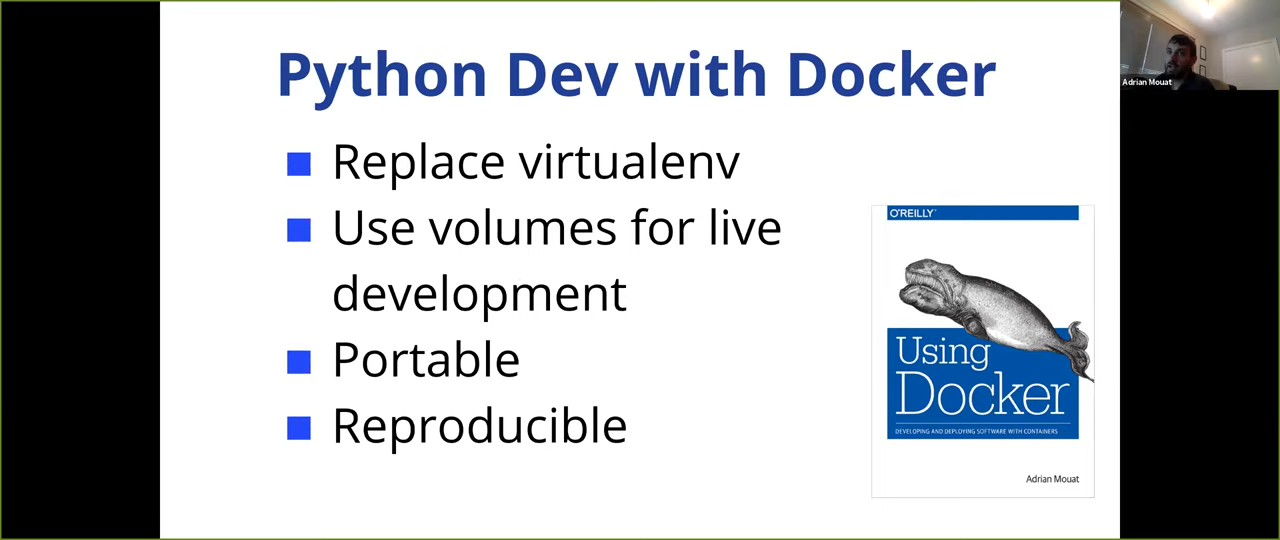 Python Dev with Docker
Replace virtualenv
Use volumes for live
development
Portable
Reproducible
O'REILLY
Using
Docker
DEVELOPING AND DEPLOYING SOFTWARE WITH CONTAINERS
Adrian Mouat
Adrian Mouat